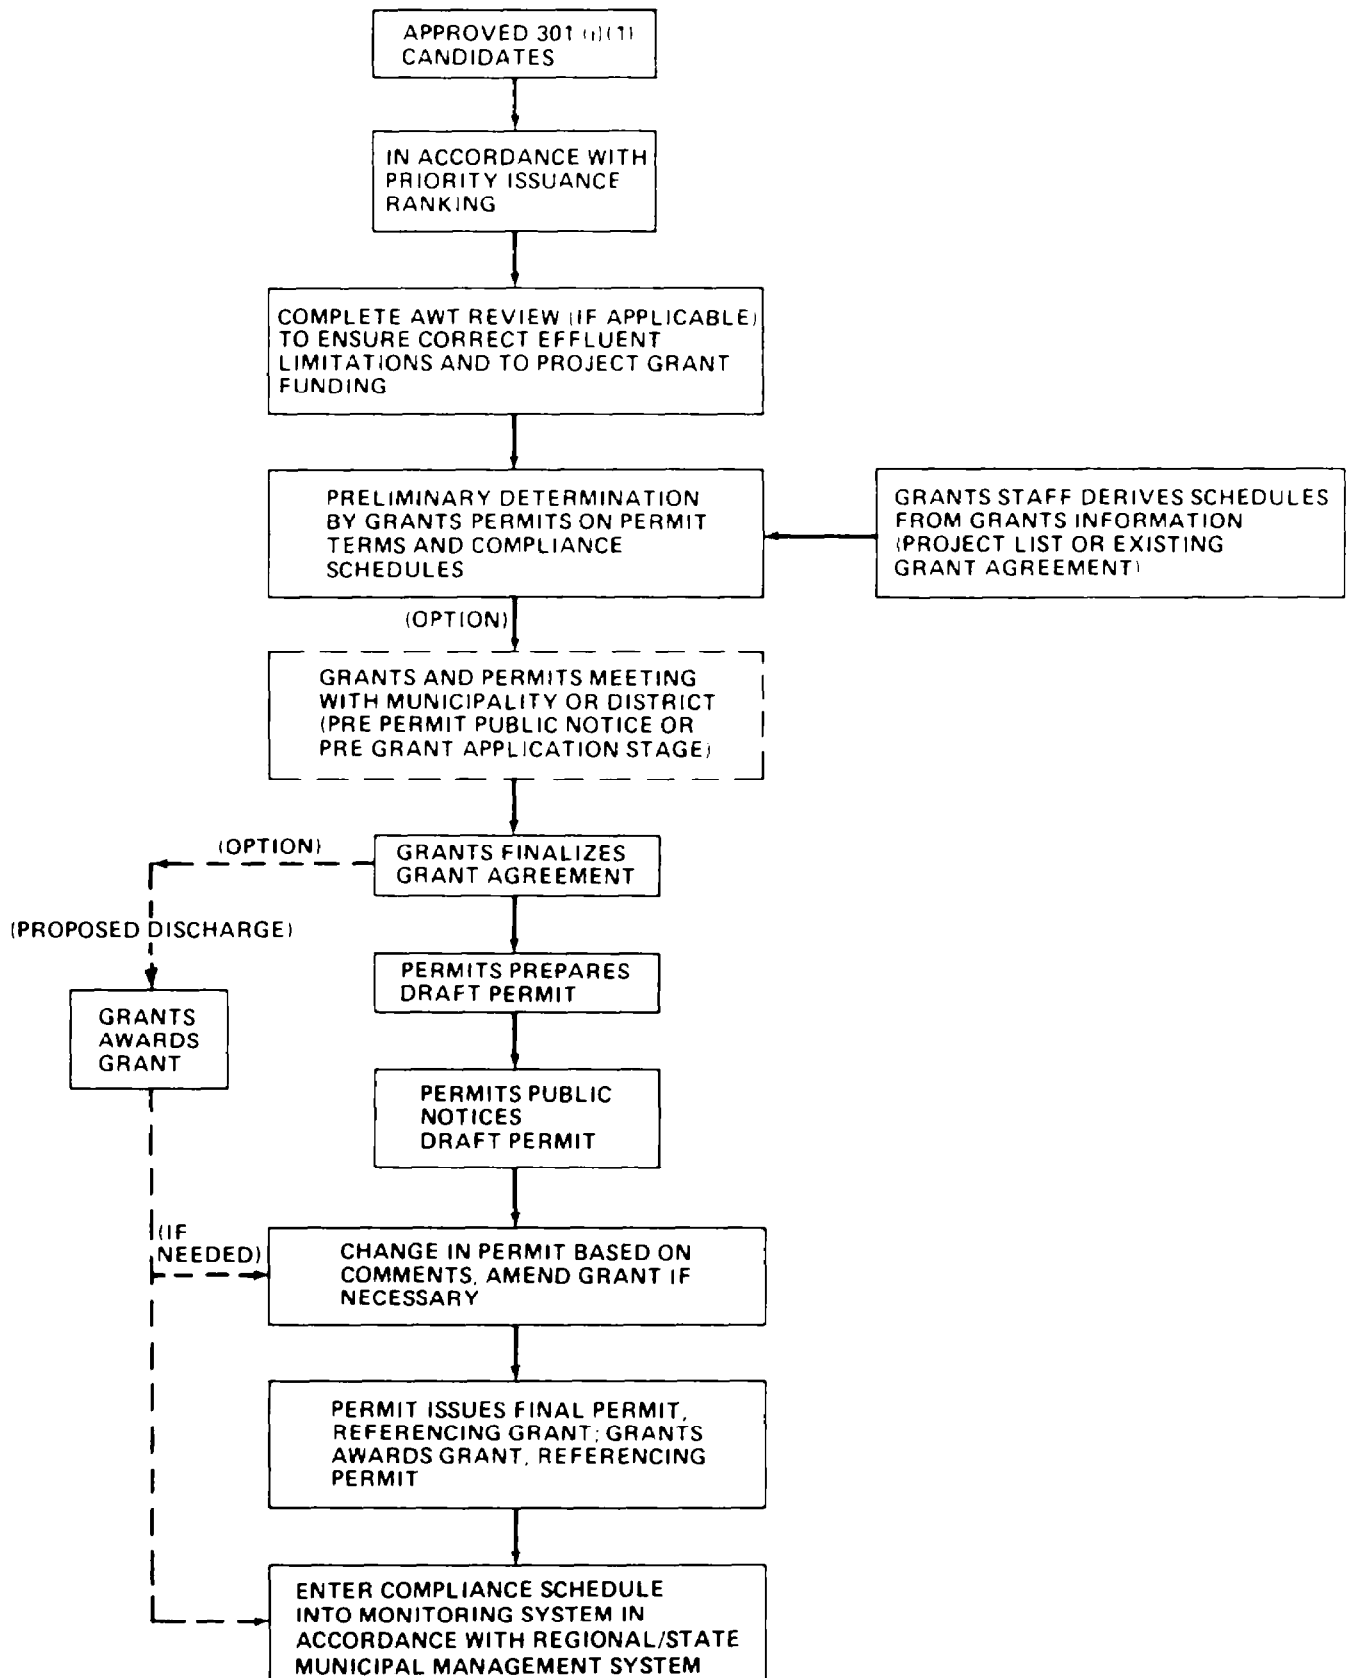 APPROVED 301 (i)(1)
CANDIDATES
IN ACCORDANCE WITH
PRIORITY ISSUANCE
RANKING
COMPLETE AWT REVIEW (IF APPLICABLE)
TO ENSURE CORRECT EFFLUENT
LIMITATIONS AND TO PROJECT GRANT
FUNDING
PRELIMINARY DETERMINATION
BY GRANTS PERMITS ON PERMIT
TERMS AND COMPLIANCE
SCHEDULES
GRANTS STAFF DERIVES SCHEDULES
FROM GRANTS INFORMATION
(PROJECT LIST OR EXISTING
GRANT AGREEMENT)
(OPTION)
GRANTS AND PERMITS MEETING
WITH MUNICIPALITY OR DISTRICT
(PRE PERMIT PUBLIC NOTICE OR
PRE GRANT APPLICATION STAGE)
GRANTS FINALIZES
GRANT AGREEMENT
(OPTION)
(PROPOSED DISCHARGE)
GRANTS
AWARDS
GRANT
PERMITS PREPARES
DRAFT PERMIT
PERMITS PUBLIC
NOTICES
DRAFT PERMIT
(IF
NEEDED)
CHANGE IN PERMIT BASED ON
COMMENTS, AMEND GRANT IF
NECESSARY
PERMIT ISSUES FINAL PERMIT,
REFERENCING GRANT; GRANTS
AWARDS GRANT, REFERENCING
PERMIT
ENTER COMPLIANCE SCHEDULE
INTO MONITORING SYSTEM IN
ACCORDANCE WITH REGIONAL/STATE
MUNICIPAL MANAGEMENT SYSTEM